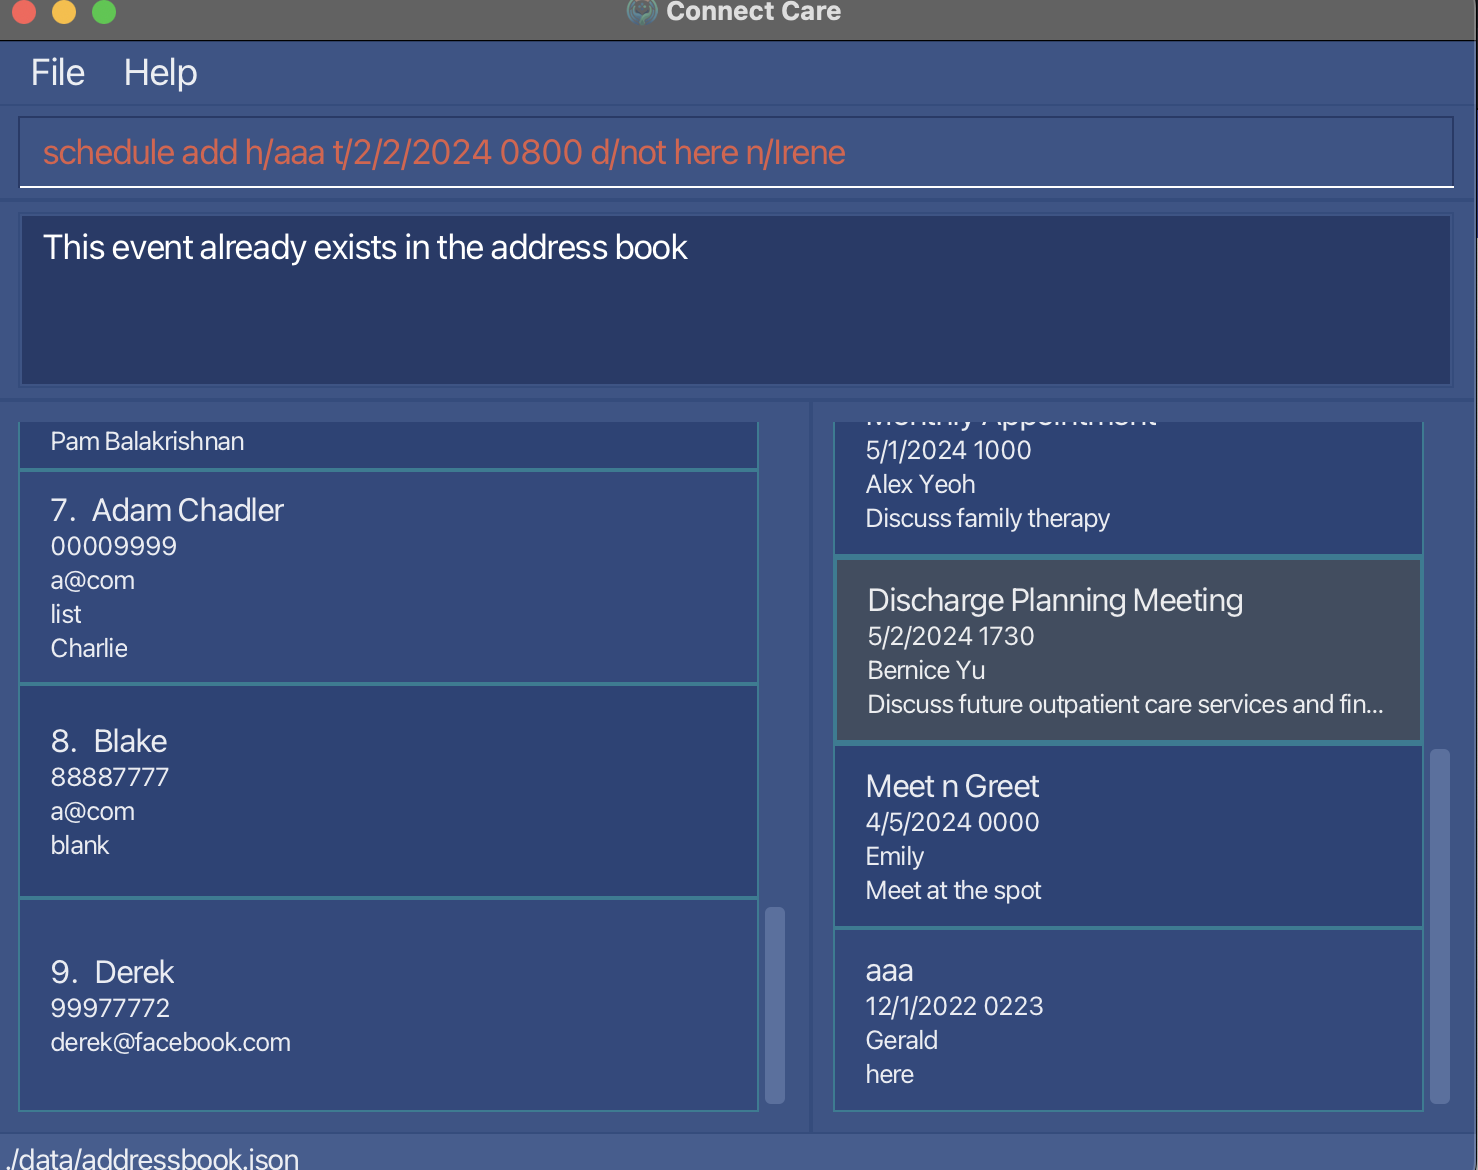 Connect Care
File Help
schedule add h/aaa t/2/2/2024 0800 d/not here n/Irene
This event already exists in the address book
Pam Balakrishnan
7. Adam Chadler
00009999
a@com
list
Charlie
8. Blake
88887777
a@com
blank
9. Derek
99977772
derek@facebook.com
Monthly Appointment
5/1/2024 1000
Alex Yeoh
Discuss family therapy
Discharge Planning Meeting
5/2/2024 1730
Bernice Yu
Discuss future outpatient care services and fin...
Meet n Greet
4/5/2024 0000
Emily
Meet at the spot
aaa
12/1/2022 0223
Gerald
here
./data/addressbook.json